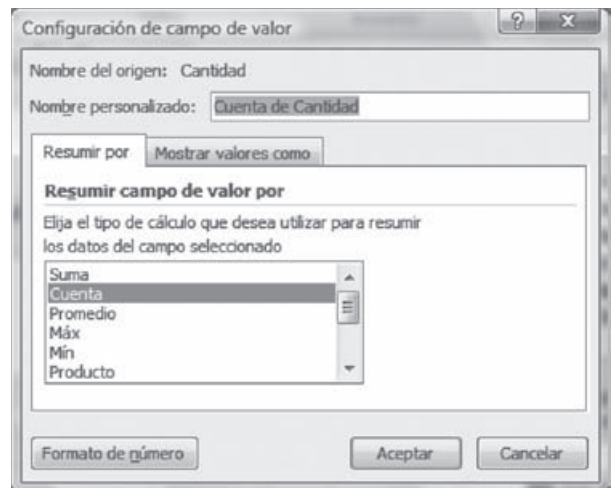 Configuración de campo de valor
Nombre del origen: Cantidad
Nombre personalizado: Cuenta de Cantidad
Resumir por Mostrar valores como
Resumir campo de valor por
Elija el tipo de cálculo que desea utilizar para resumir
los datos del campo seleccionado
Suma
Cuenta
Promedio
Máx
Mín
Producto
Formato de número Aceptar Cancelar